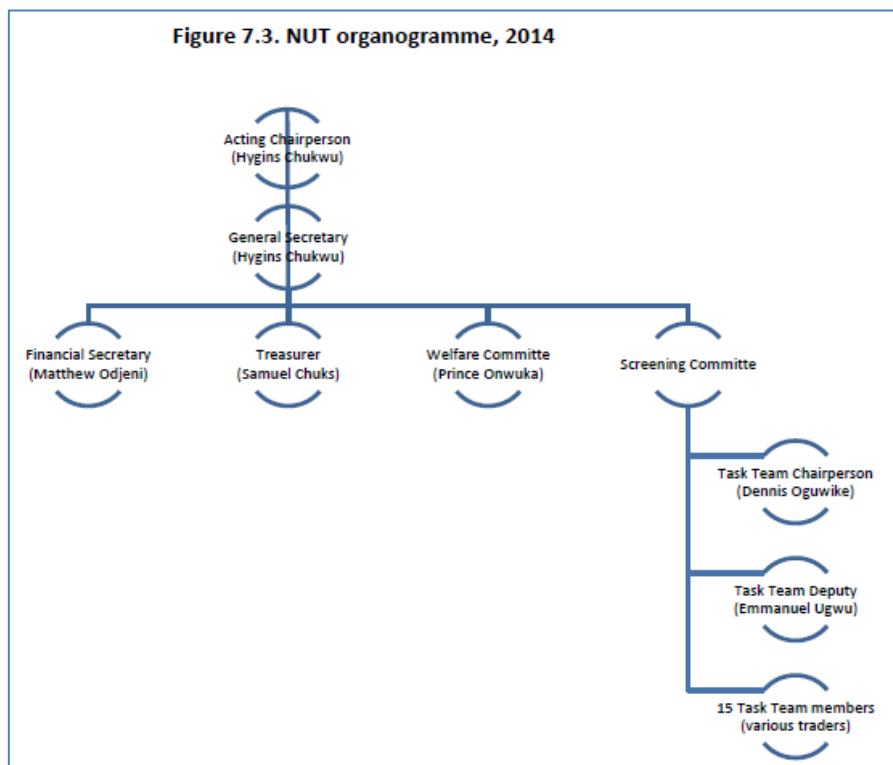 Figure 7.3. NUT organogramme, 2014
Acting Chairperson
(Hygins Chukwu)
General Secretary
(Hygins Chukwu)
Financial Secretary
(Matthew Odjeni)
Treasurer
(Samuel Chuks)
Welfare Committe
(Prince Onwuka)
Screening Committe
Task Team Chairperson
(Dennis Oguwike)
Task Team Deputy
(Emmanuel Ugwu)
15 Task Team members
(various traders)